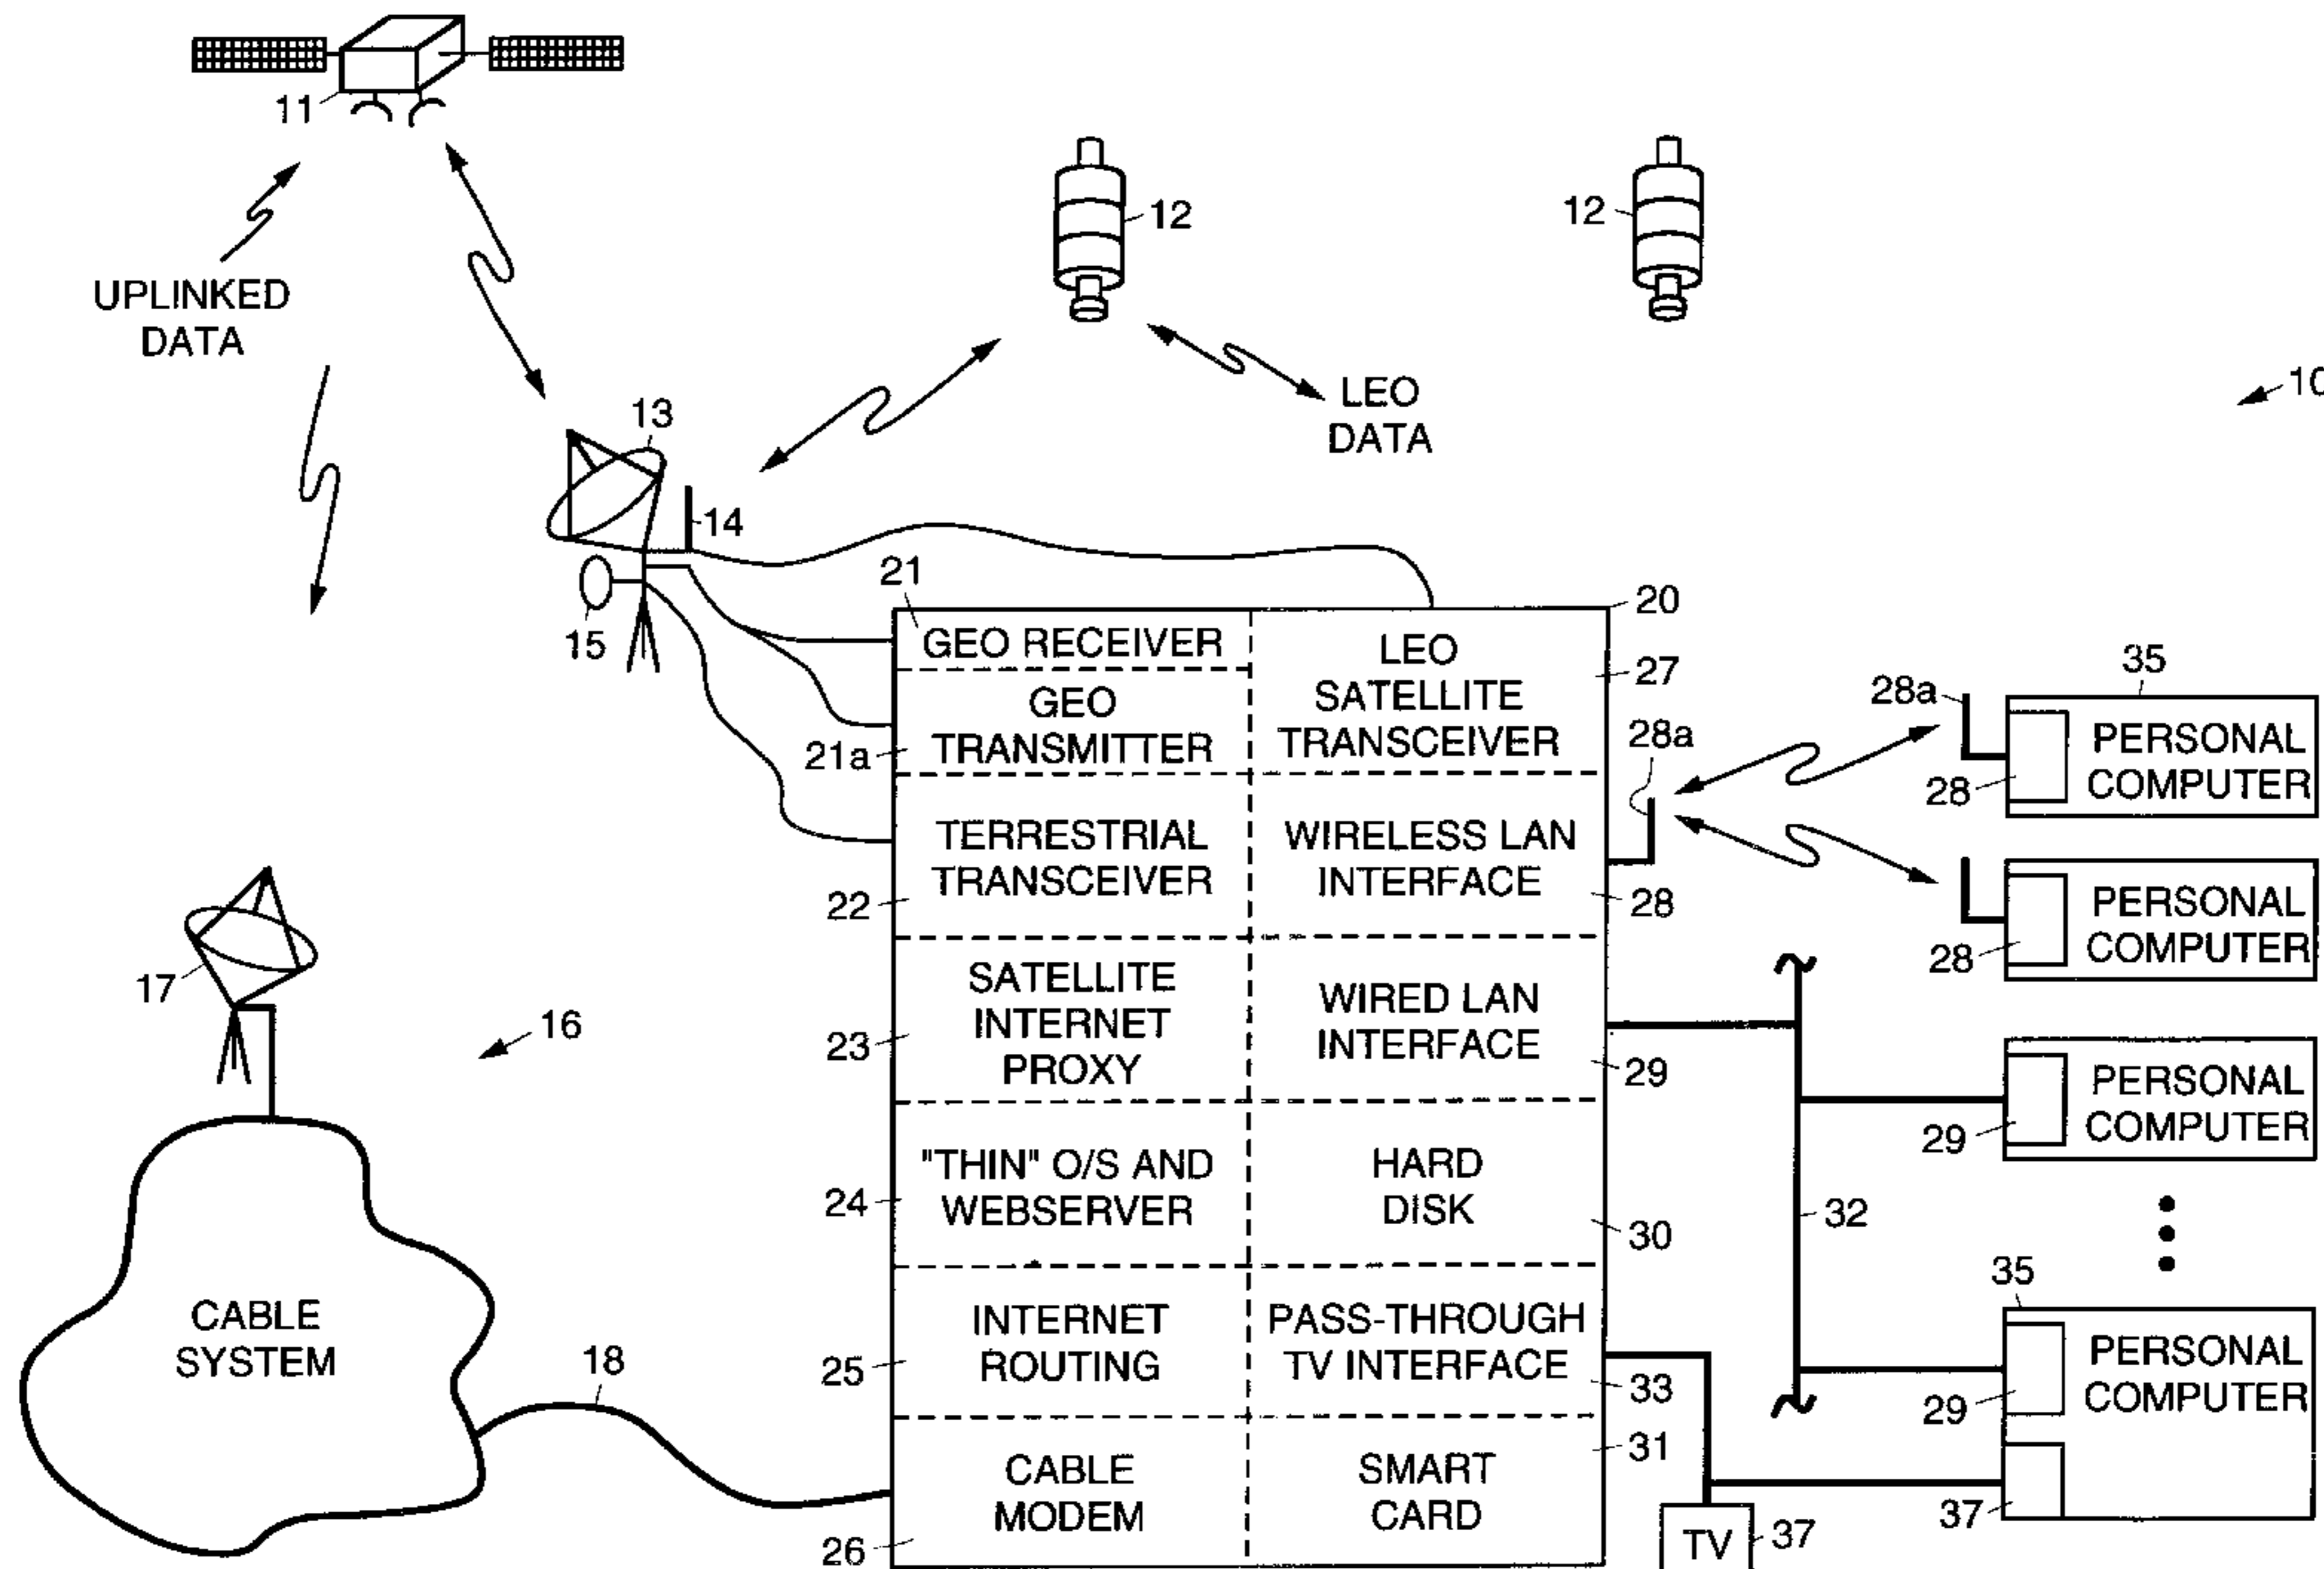 11
UPLINKED
DATA
12
12
LEO
DATA
10
13
14
15
21
20
GEO RECEIVER
GEO
TRANSMITTER
21a
LEO
SATELLITE
TRANSCEIVER
27
28a
28a
35
PERSONAL
COMPUTER
28
TERRESTRIAL
TRANSCEIVER
22
WIRELESS LAN
INTERFACE
28
PERSONAL
COMPUTER
28
17
16
SATELLITE
INTERNET
PROXY
23
WIRED LAN
INTERFACE
29
PERSONAL
COMPUTER
29
"THIN" O/S AND
WEBSERVER
24
HARD
DISK
30
32
CABLE
SYSTEM
18
INTERNET
ROUTING
25
PASS-THROUGH
TV INTERFACE
33
35
PERSONAL
COMPUTER
29
37
CABLE
MODEM
26
SMART
CARD
31
TV
37